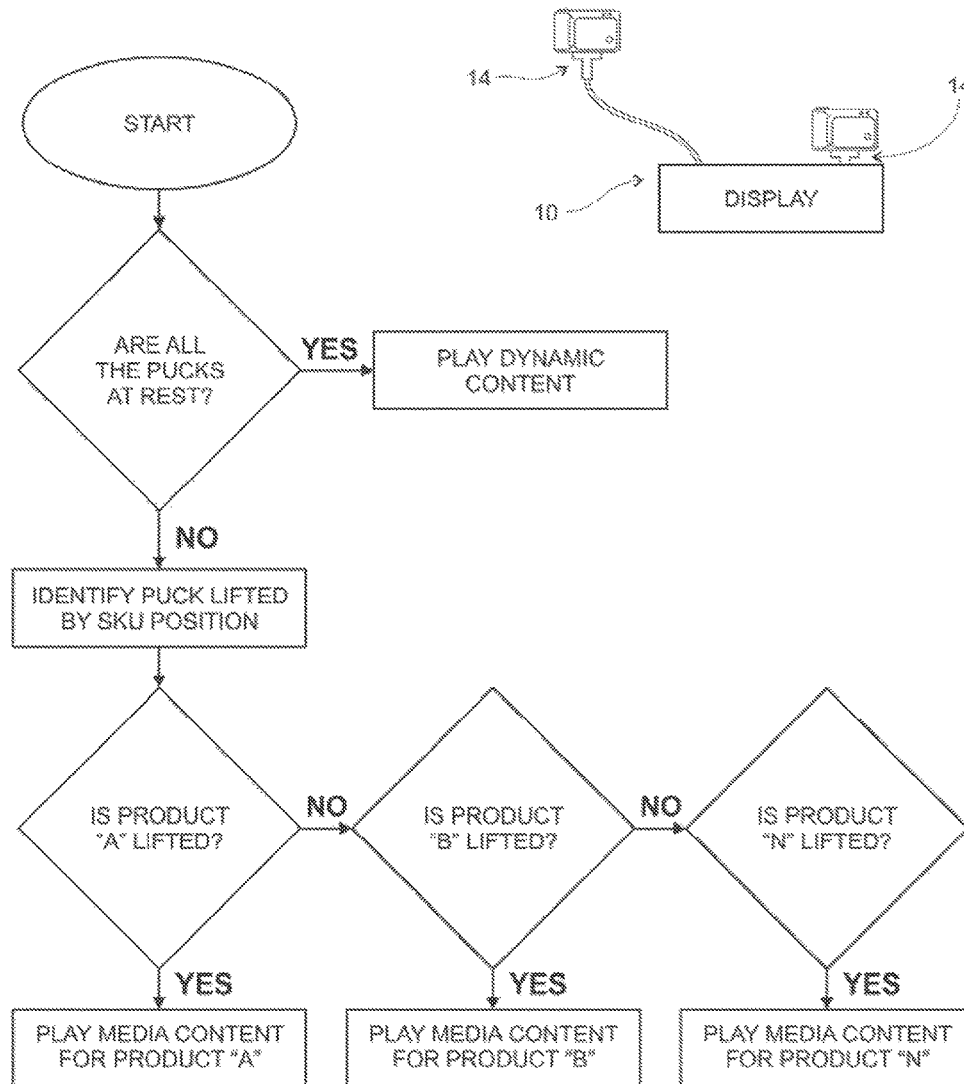 14
14
START
10
DISPLAY
ARE ALL
THE PUCKS
AT REST?
YES
PLAY DYNAMIC
CONTENT
NO
IDENTIFY PUCK LIFTED
BY SKU POSITION
IS PRODUCT
"A" LIFTED?
NO
IS PRODUCT
"B" LIFTED?
NO
IS PRODUCT
"N" LIFTED?
YES
YES
YES
PLAY MEDIA CONTENT
FOR PRODUCT "A"
PLAY MEDIA CONTENT
FOR PRODUCT "B"
PLAY MEDIA CONTENT
FOR PRODUCT "N"